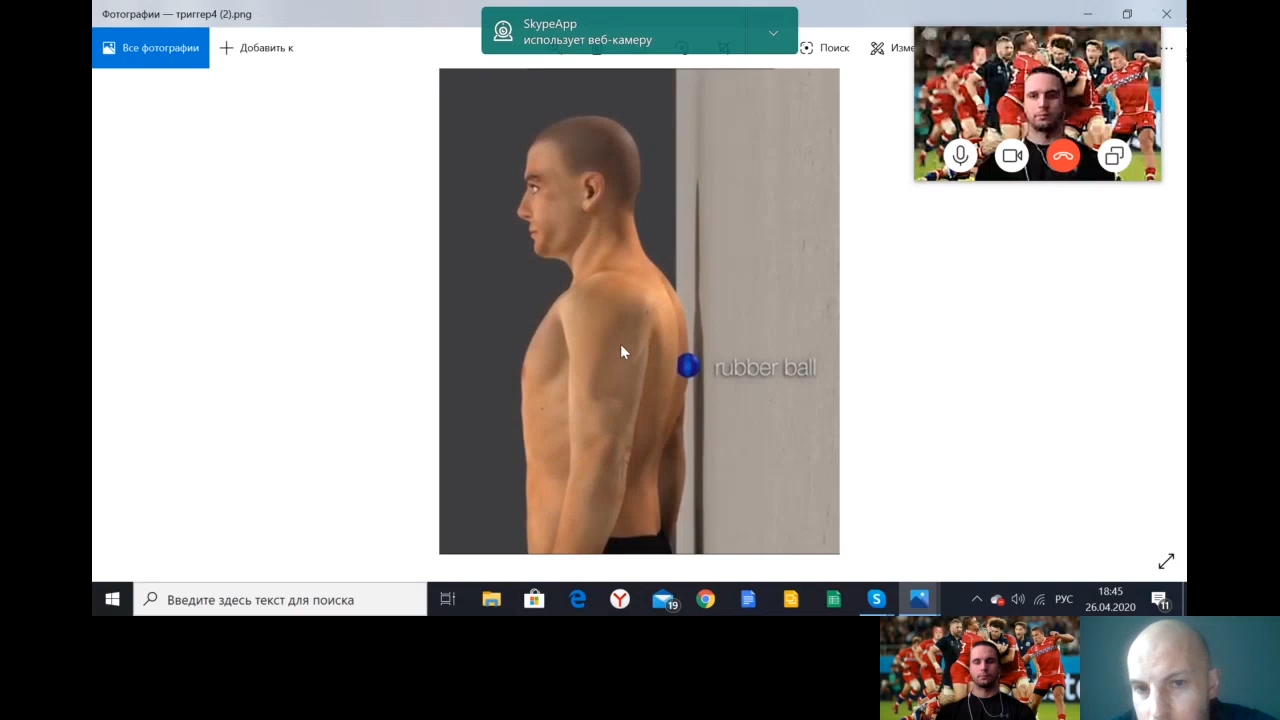 Фотографии — триггер4 (2).png
SkypeApp
использует веб-камеру
Все фотографии
Добавить к
Поиск
Изме
rubber ball
Введите здесь текст для поиска
19
РУС
18:45
26.04.2020
11